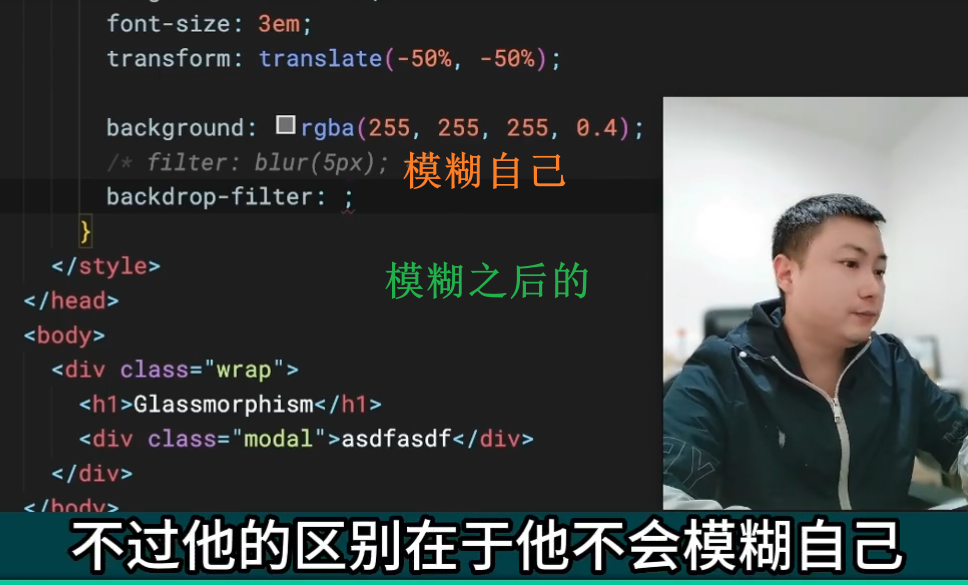 font-size: 3em;
transform: translate(-50%, -50%);
background: rgba(255, 255, 255, 0.4);
/* filter: blur(5px);
模糊自己
backdrop-filter: ;
}
</style>
模糊之后的
</head>
<body>
<div class="wrap">
<h1>Glassmorphism</h1>
<div class="modal">asdfasdf</div>
</div>
</body>
不过他的区别在于他不会模糊自己